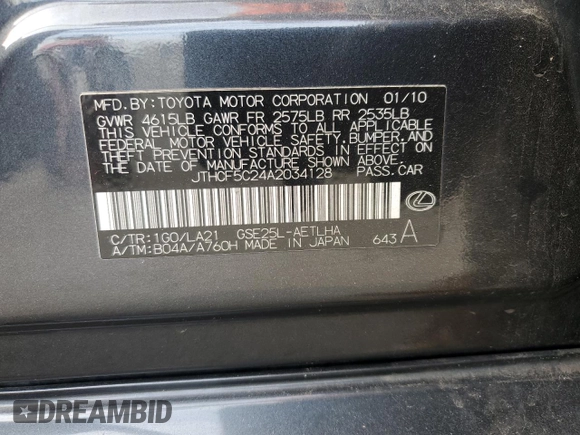 MFD. BY: TOYOTA MOTOR CORPORATION 01/10
GVWR 4615LB GAWR FR 2575LB RR 2535LB
THIS VEHICLE CONFORMS TO ALL APPLICABLE
FEDERAL MOTOR VEHICLE SAFETY, BUMPER, AND
THEFT PREVENTION STANDARDS IN EFFECT ON
THE DATE OF MANUFACTURE SHOWN ABOVE.
JTHCF5C24A2034128 PASS. CAR
C/TR: 1G0/LA21 GSE25L-AETLHA
A/TM: B04A/A760H MADE IN JAPAN 643 A
DREAMBID